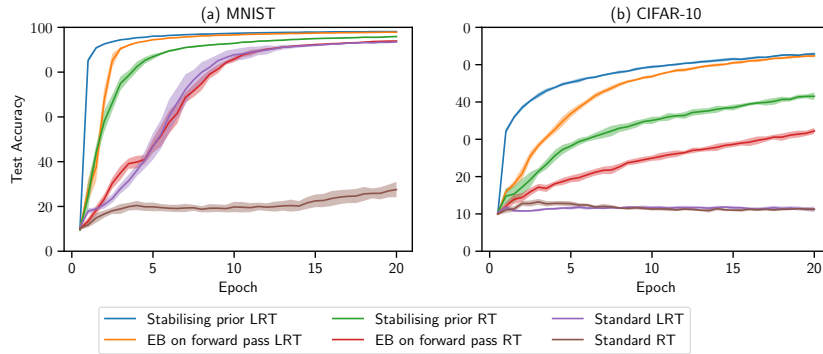 (a) MNIST
(b) CIFAR-10
Test Accuracy
100
0
0
40
20
0
0
5
10
15
20
Epoch
0
0
40
0
20
10
0
0
5
10
15
20
Epoch
Stabilising prior LRT
Stabilising prior RT
Standard LRT
EB on forward pass LRT
EB on forward pass RT
Standard RT